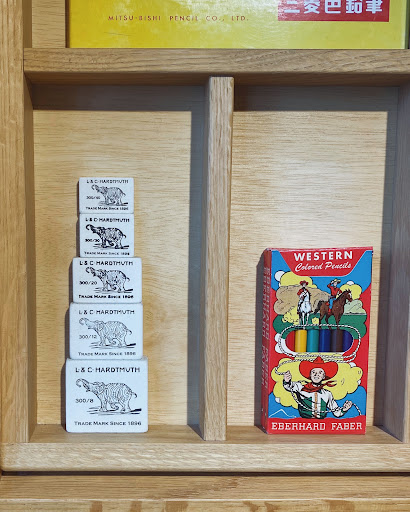 MITSU-BISHI PENCIL CO., LTD.
三菱色鉛筆
L & C·HARDTMUTH
TRADE MARK SINCE 1896
L & C·HARDTMUTH
300/30
TRADE MARK SINCE 1896
L & C·HARDTMUTH
300/20
TRADE MARK SINCE 1896
L & C·HARDTMUTH
300/12
TRADE MARK SINCE 1896
L & C·HARDTMUTH
300/8
TRADE MARK SINCE 1896
WESTERN
Colored Pencils
EBERHARD FABER
EBERHARD FABER